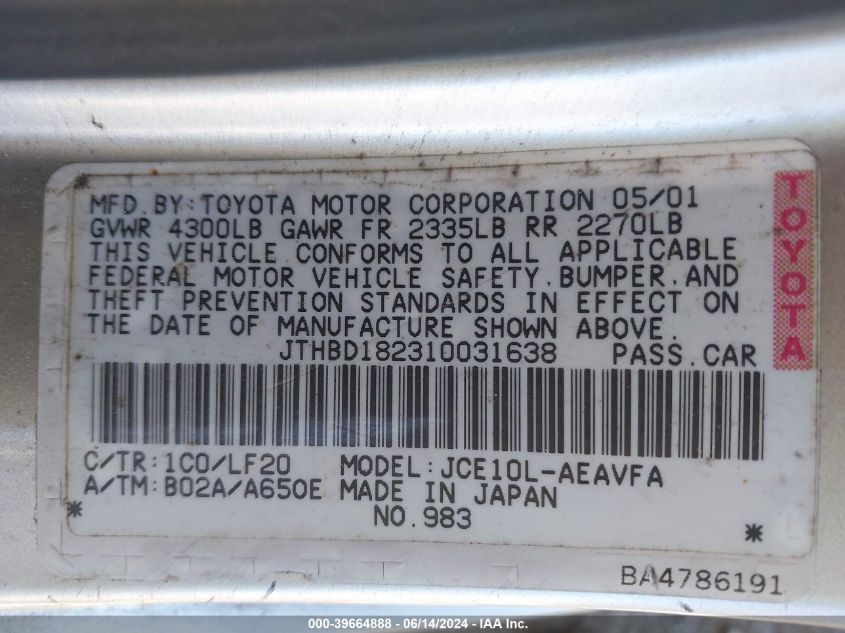 MFD. BY: TOYOTA MOTOR CORPORATION 05/01
GVWR 4300LB GAWR FR 2335LB RR 2270LB
THIS VEHICLE CONFORMS TO ALL APPLICABLE
FEDERAL MOTOR VEHICLE SAFETY, BUMPER, AND
THEFT PREVENTION STANDARDS IN EFFECT ON
THE DATE OF MANUFACTURE SHOWN ABOVE.
JTHBD182310031638 PASS. CAR
TOYOTA
C/TR: 1C0/LF20 MODEL: JCE10L-AEAVFA
A/TM: B02A/A650E MADE IN JAPAN
NO. 983
* *
BA4786191
000-39664888 - 06/14/2024 - © IAA Inc.